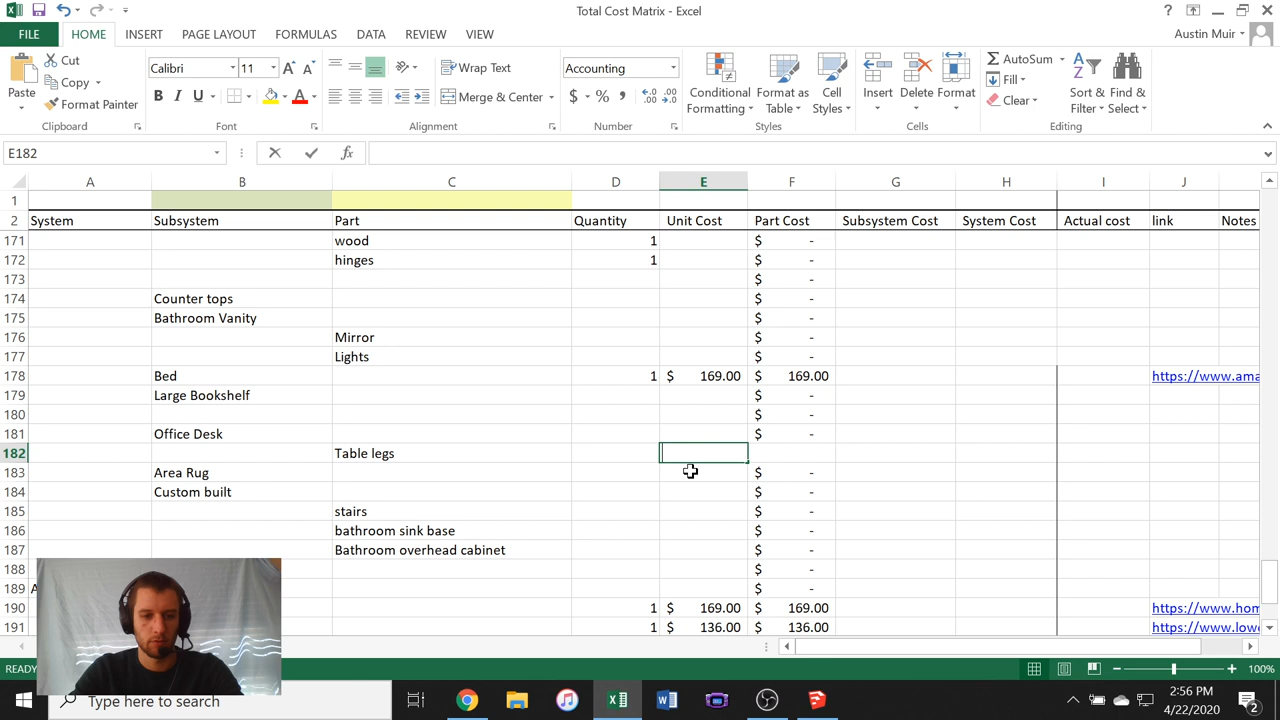 Total Cost Matrix - Excel
?
FILE
HOME
INSERT
PAGE LAYOUT
FORMULAS
DATA
REVIEW
VIEW
Austin Muir
Paste
Cut
Copy
Format Painter
Clipboard
Calibri
11
B I U
Font
Wrap Text
Merge & Center
Alignment
Accounting
$ % ,
Number
Conditional Formatting
Format as Table
Cell Styles
Styles
Insert
Delete
Format
Cells
AutoSum
Fill
Clear
Sort & Filter
Find & Select
Editing
E182
fx
A B C D E F G H I J
1
2 System Subsystem Part Quantity Unit Cost Part Cost Subsystem Cost System Cost Actual cost link Notes
171 wood 1 $ -
172 hinges 1 $ -
173 $ -
174 Counter tops $ -
175 Bathroom Vanity $ -
176 Mirror $ -
177 Lights $ -
178 Bed 1 $ 169.00 $ 169.00 https://www.ama
179 Large Bookshelf $ -
180 $ -
181 Office Desk $ -
182 Table legs
183 Area Rug $ -
184 Custom built $ -
185 stairs $ -
186 bathroom sink base $ -
187 Bathroom overhead cabinet $ -
188 $ -
189 $ -
190 1 $ 169.00 $ 169.00 https://www.hom
191 1 $ 136.00 $ 136.00 https://www.lowe
READY
100%
Type here to search
2:56 PM
4/22/2020
2